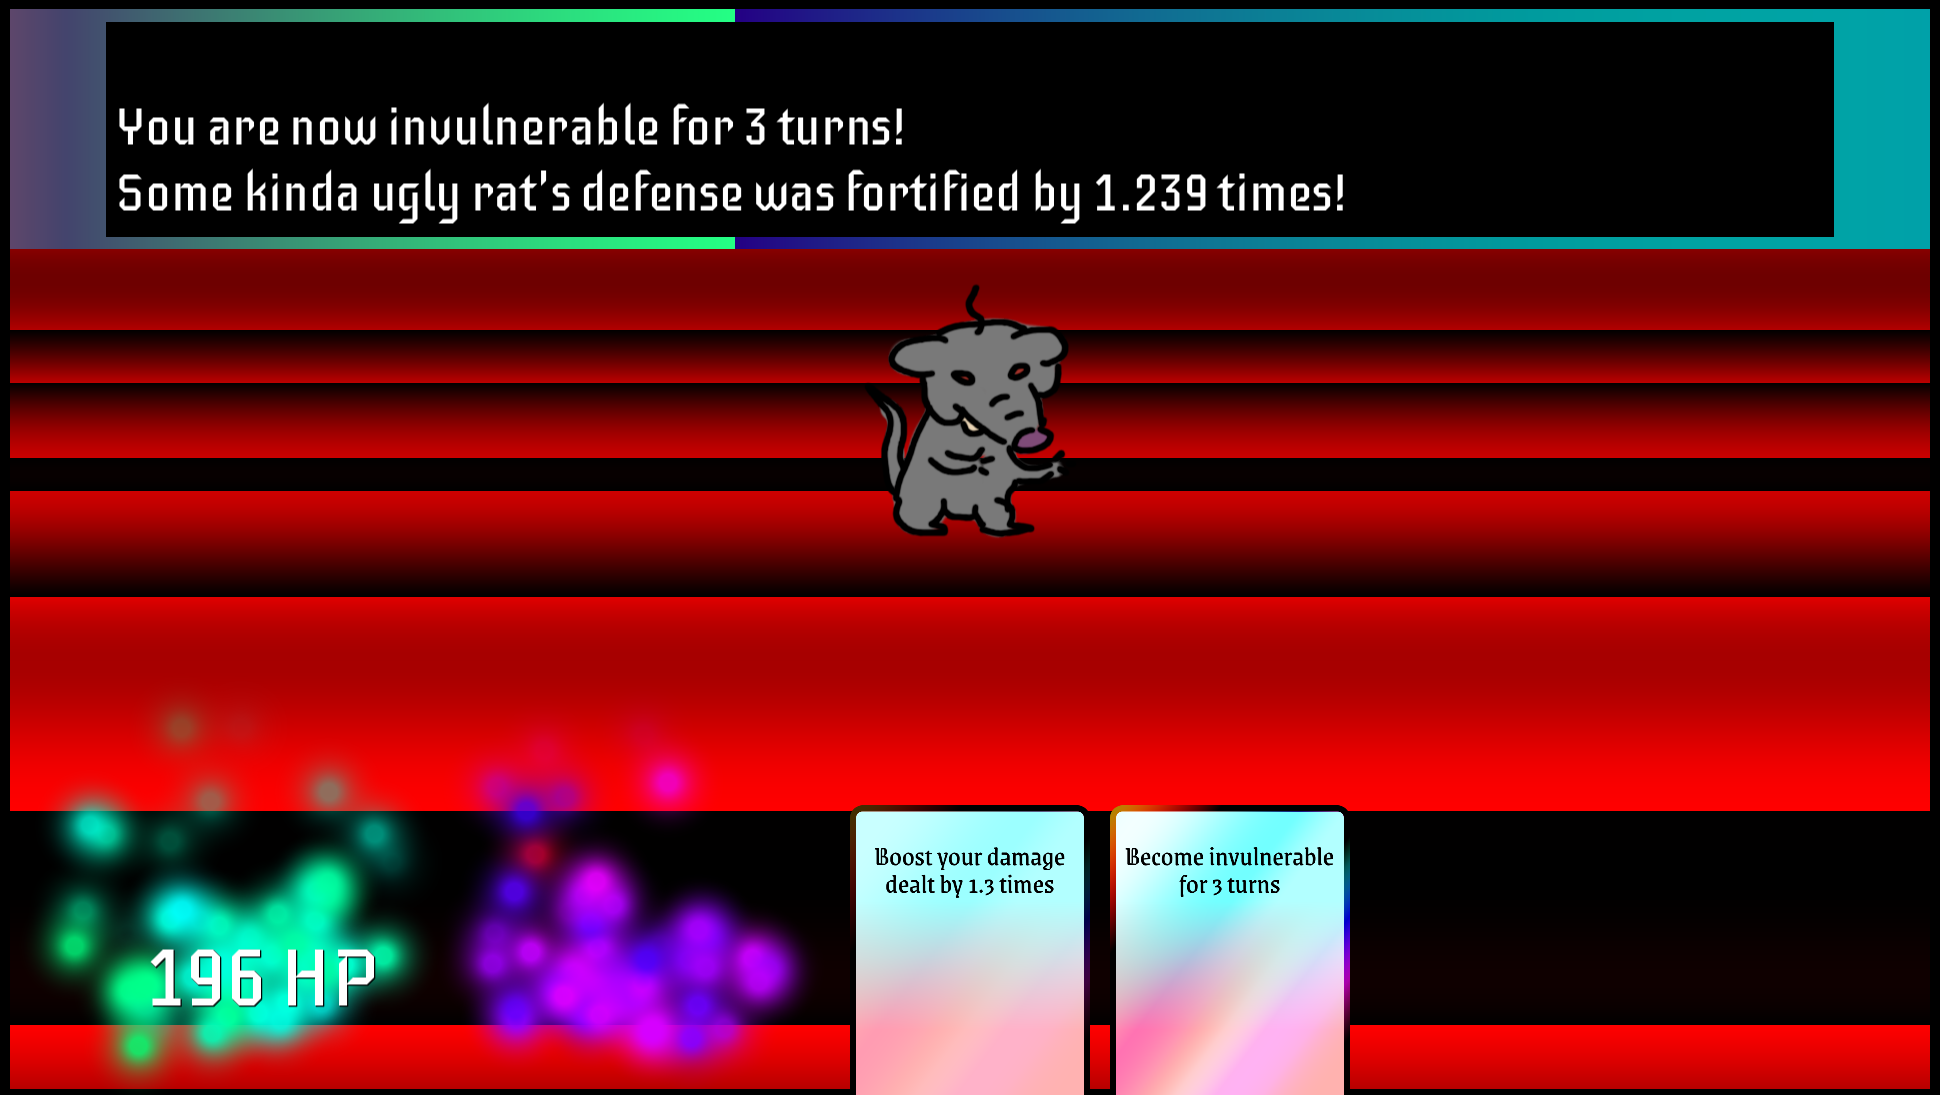 You are now invulnerable for 3 turns!
Some kinda ugly rat's defense was fortified by 1.239 times!
196 HP
Boost your damage
dealt by 1.3 times
Become invulnerable
for 3 turns